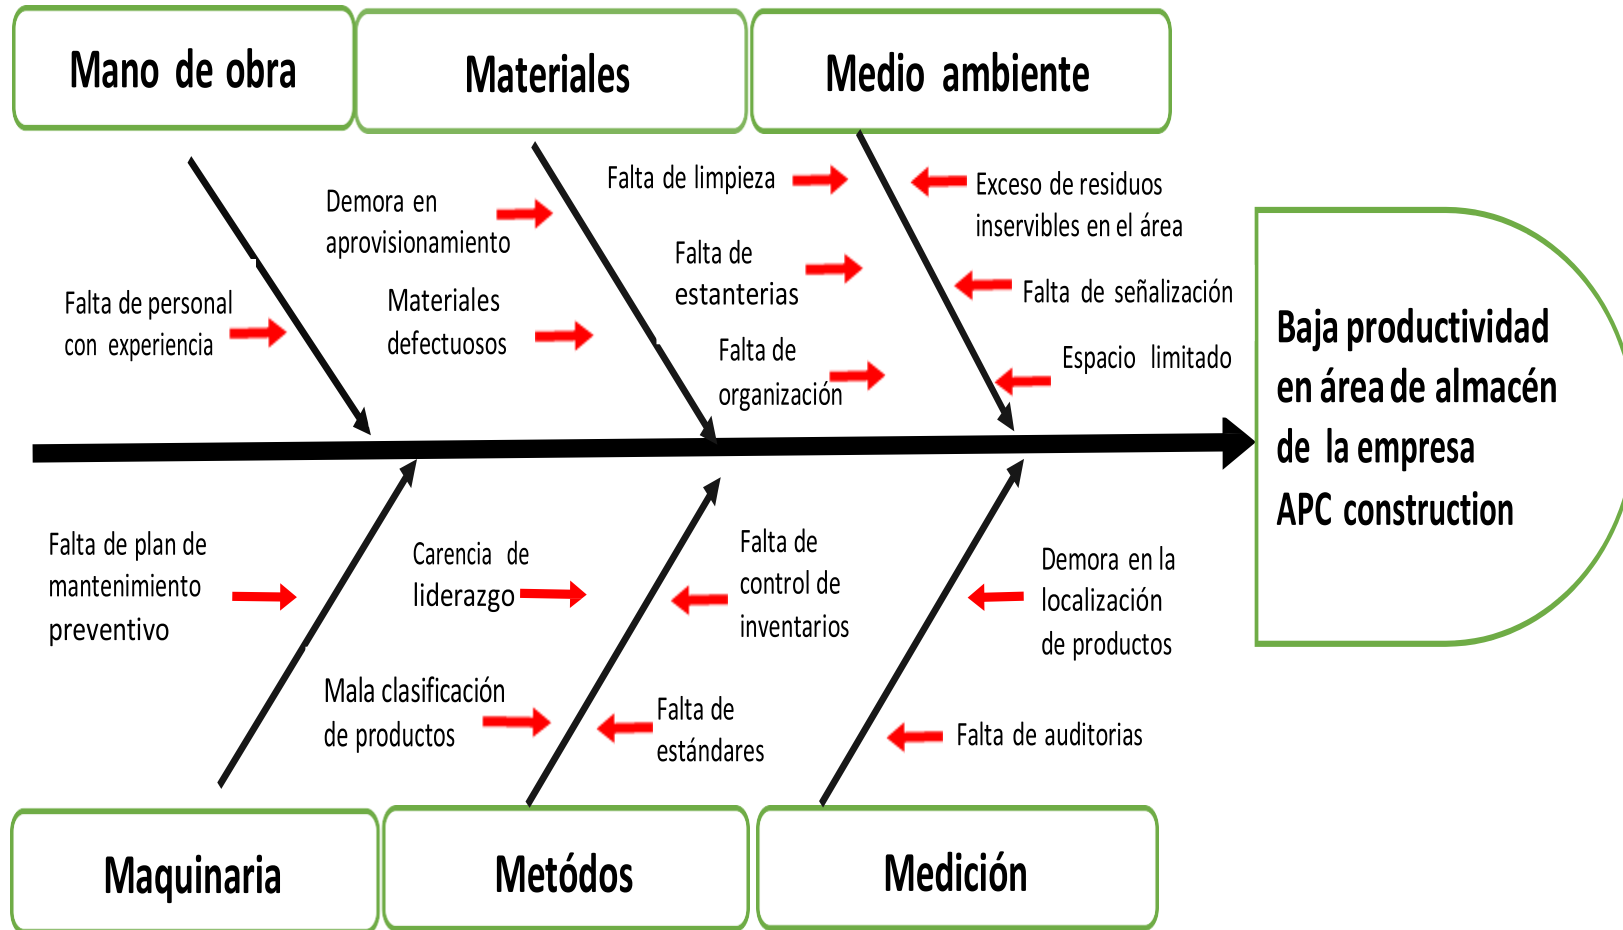 Mano de obra
Materiales
Medio ambiente
Falta de personal
con experiencia
Demora en
aprovisionamiento
Materiales
defectuosos
Falta de limpieza
Falta de
estanterias
Falta de
organización
Exceso de residuos
inservibles en el área
Falta de señalización
Espacio limitado
Baja productividad
en área de almacén
de la empresa
APC construction
Falta de plan de
mantenimiento
preventivo
Carencia de
liderazgo
Mala clasificación
de productos
Falta de
control de
inventarios
Falta de
estándares
Demora en la
localización
de productos
Falta de auditorias
Maquinaria
Metódos
Medición